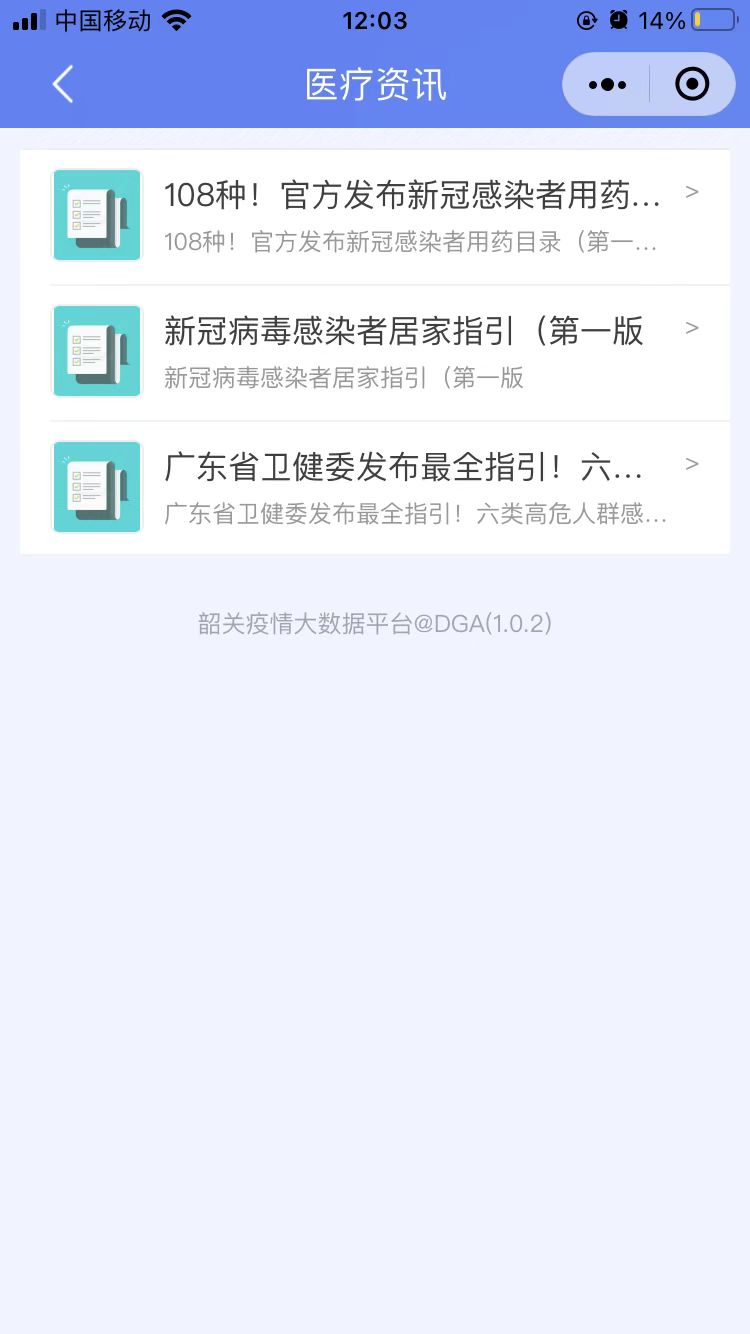 中国移动 12:03 14%
医疗资讯
108种！官方发布新冠感染者用药... >
108种！官方发布新冠感染者用药目录（第一...
新冠病毒感染者居家指引（第一版 >
新冠病毒感染者居家指引（第一版
广东省卫健委发布最全指引！六... >
广东省卫健委发布最全指引！六类高危人群感...
韶关疫情大数据平台@DGA(1.0.2)